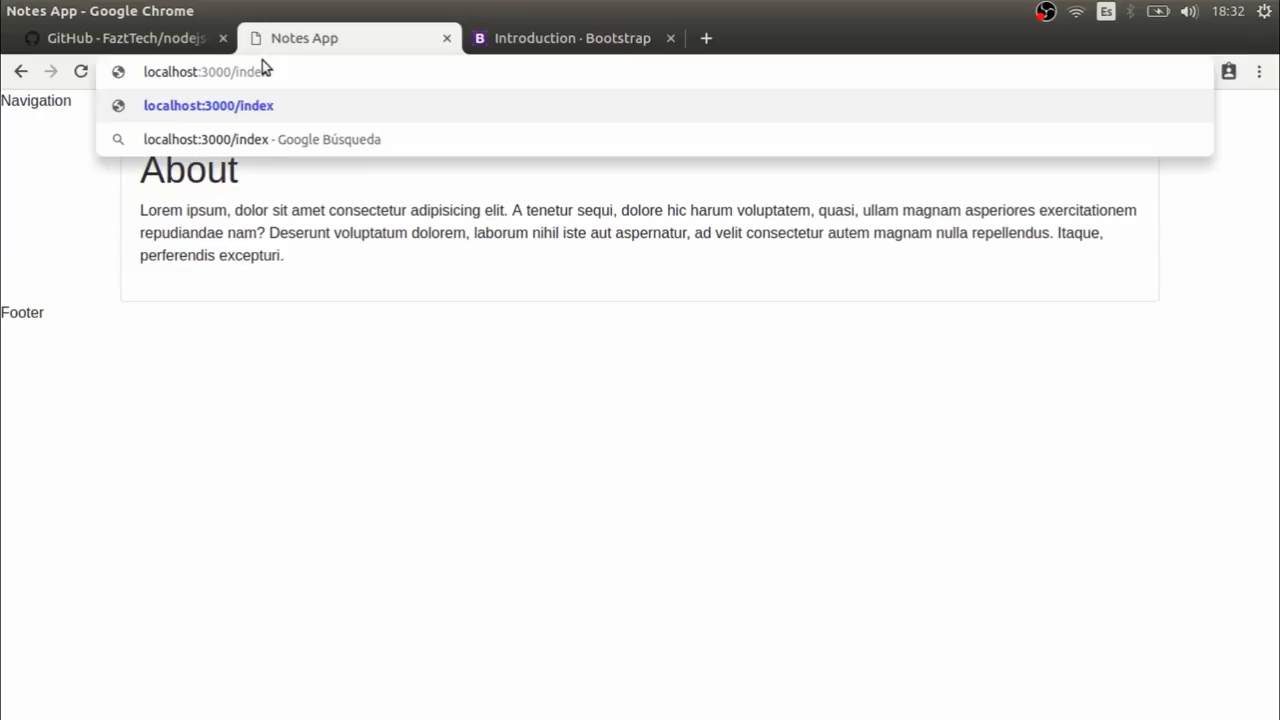 Notes App - Google Chrome
Es
18:32
GitHub - FaztTech/nodejs
Notes App
B Introduction · Bootstrap
localhost:3000/index
localhost:3000/index
localhost:3000/index - Google Búsqueda
Navigation
About
Lorem ipsum, dolor sit amet consectetur adipisicing elit. A tenetur sequi, dolore hic harum voluptatem, quasi, ullam magnam asperiores exercitationem
repudiandae nam? Deserunt voluptatum dolorem, laborum nihil iste aut aspernatur, ad velit consectetur autem magnam nulla repellendus. Itaque,
perferendis excepturi.
Footer